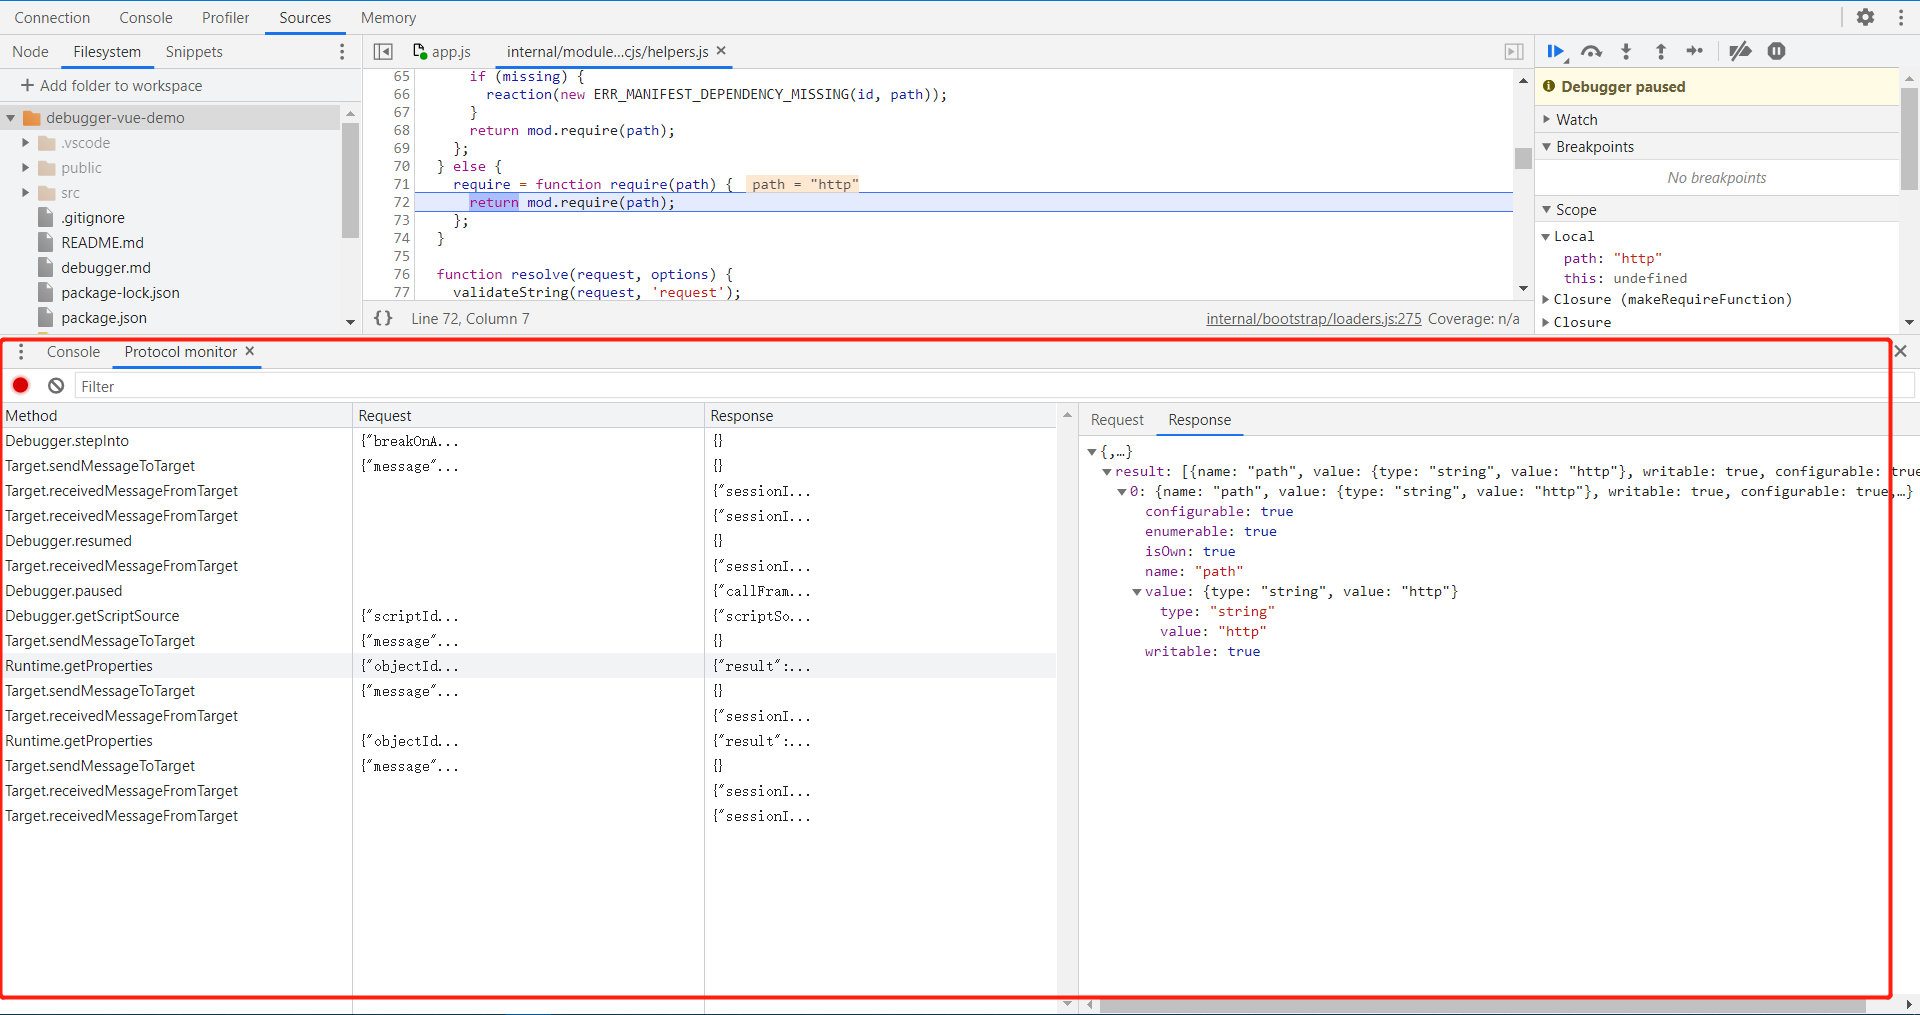 Connection Console Profiler Sources Memory
Node Filesystem Snippets
app.js internal/module...cjs/helpers.js ×
+ Add folder to workspace
debugger-vue-demo
.vscode
public
src
.gitignore
README.md
debugger.md
package-lock.json
package.json
65 if (missing) {
66 reaction(new ERR_MANIFEST_DEPENDENCY_MISSING(id, path));
67 }
68 return mod.require(path);
69 };
70 } else {
71 require = function require(path) { path = "http"
72 return mod.require(path);
73 };
74 }
75
76 function resolve(request, options) {
77 validateString(request, 'request');
{} Line 72, Column 7 internal/bootstrap/loaders.js:275 Coverage: n/a
Debugger paused
Watch
Breakpoints
No breakpoints
Scope
Local
path: "http"
this: undefined
Closure (makeRequireFunction)
Closure
Console Protocol monitor ×
Filter
Method Request Response
Debugger.stepInto {"breakOnA... {}
Target.sendMessageToTarget {"message"... {}
Target.receivedMessageFromTarget {"sessionI...
Target.receivedMessageFromTarget {"sessionI...
Debugger.resumed {}
Target.receivedMessageFromTarget {"sessionI...
Debugger.paused {"callFram...
Debugger.getScriptSource {"scriptId... {"scriptSo...
Target.sendMessageToTarget {"message"... {}
Runtime.getProperties {"objectId... {"result":...
Target.sendMessageToTarget {"message"... {}
Target.receivedMessageFromTarget {"sessionI...
Runtime.getProperties {"objectId... {"result":...
Target.sendMessageToTarget {"message"... {}
Target.receivedMessageFromTarget {"sessionI...
Target.receivedMessageFromTarget {"sessionI...
Request Response
{,…}
result: [{name: "path", value: {type: "string", value: "http"}, writable: true, configurable: true
0: {name: "path", value: {type: "string", value: "http"}, writable: true, configurable: true,…}
configurable: true
enumerable: true
isOwn: true
name: "path"
value: {type: "string", value: "http"}
type: "string"
value: "http"
writable: true